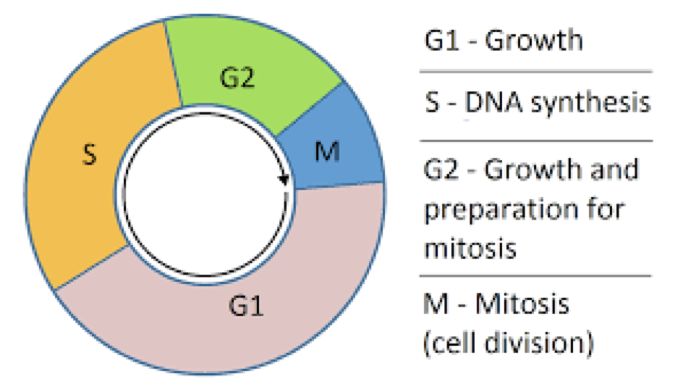 G2
S
M
G1
G1 - Growth
S - DNA synthesis
G2 - Growth and
preparation for
mitosis
M - Mitosis
(cell division)